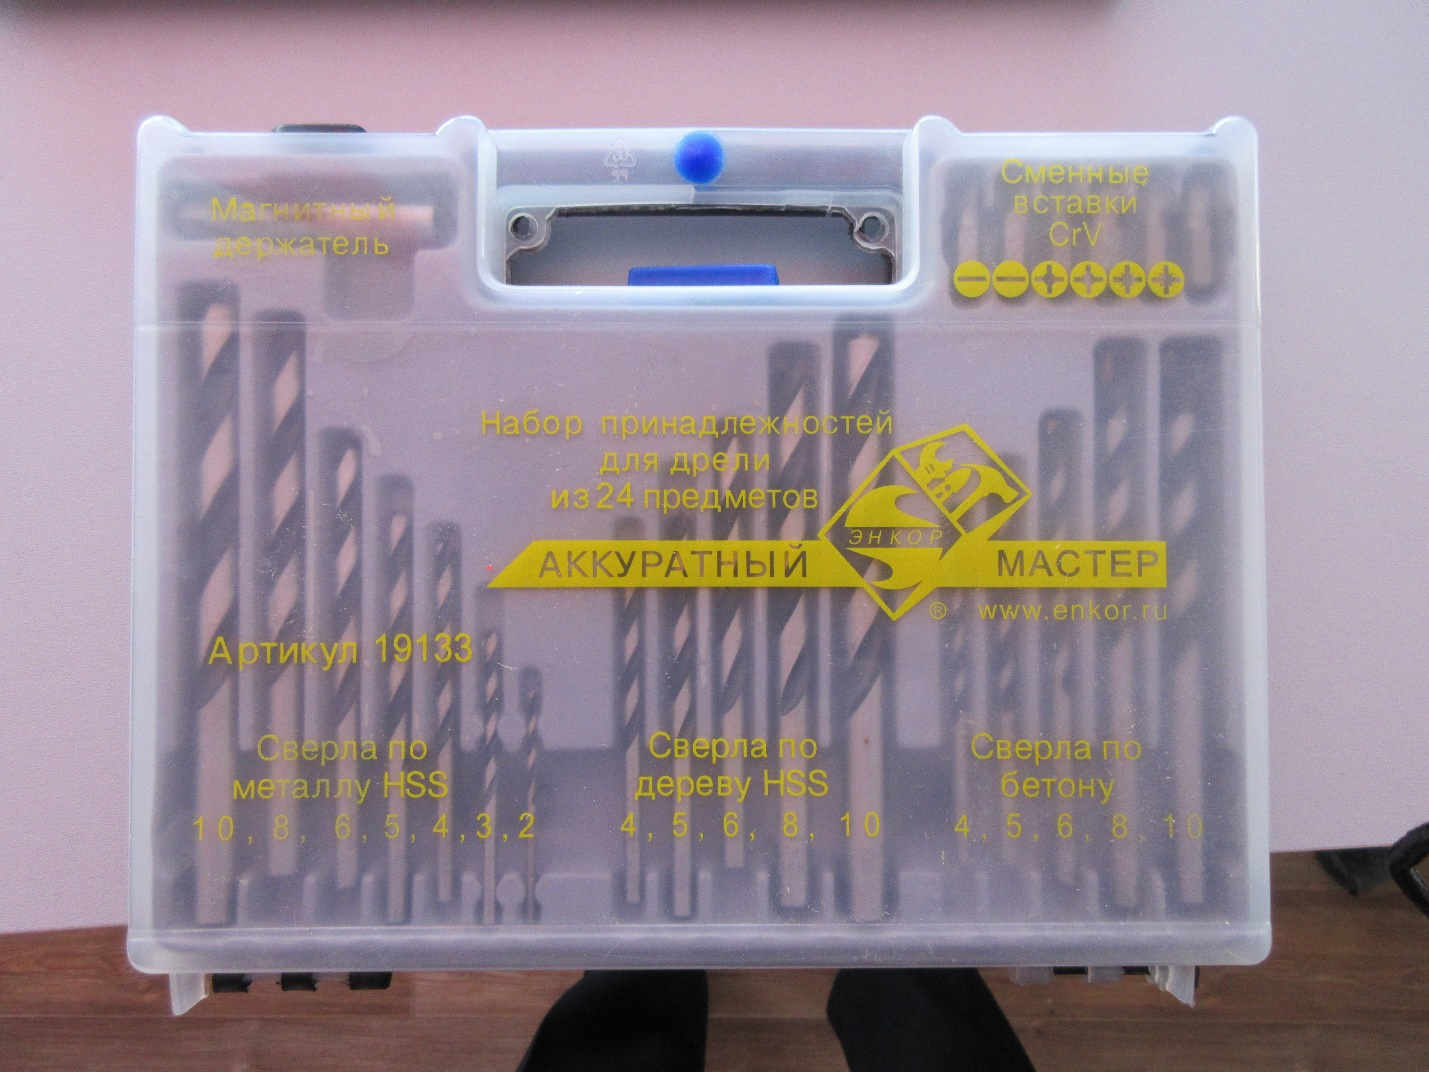 Магнитный
держатель
Сменные
вставки
CrV
Набор принадлежностей
для дрели
из 24 предметов
ЭНКОР
АККУРАТНЫЙ МАСТЕР
® www.enkor.ru
Артикул 19133
Сверла по
металлу HSS
10, 8, 6, 5, 4, 3, 2
Сверла по
дереву HSS
4, 5, 6, 8, 10
Сверла по
бетону
4, 5, 6, 8, 10